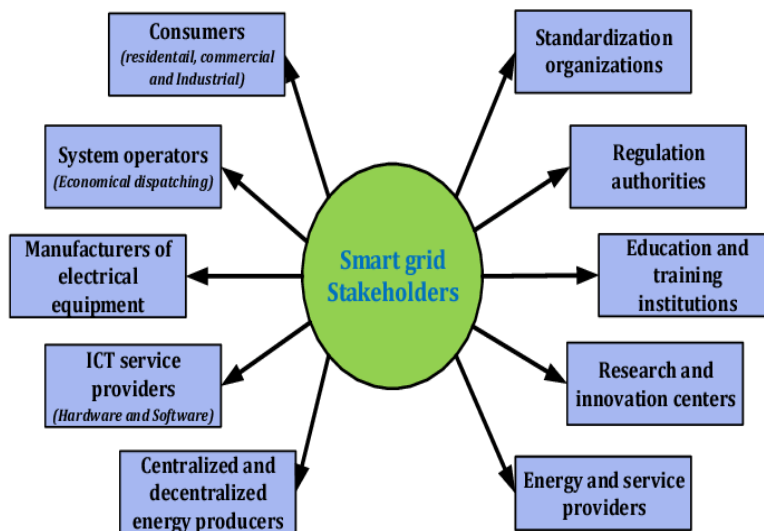 Consumers
(residentail, commercial
and Industrial)
Standardization
organizations
System operators
(Economical dispatching)
Regulation
authorities
Manufacturers of
electrical
equipment
Smart grid
Stakeholders
Education and
training
institutions
ICT service
providers
(Hardware and Software)
Research and
innovation centers
Centralized and
decentralized
energy producers
Energy and service
providers